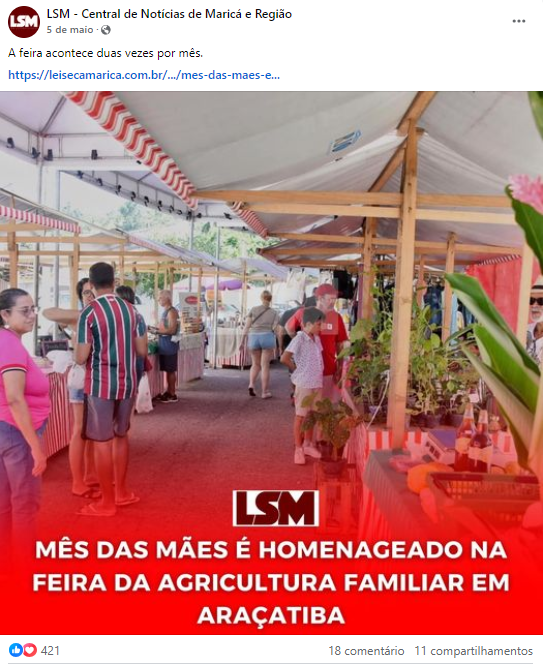 LSM
LSM - Central de Notícias de Maricá e Região
5 de maio
A feira acontece duas vezes por mês.
https://leisecamarica.com.br/.../mes-das-maes-e...
LSM
MÊS DAS MÃES É HOMENAGEADO NA
FEIRA DA AGRICULTURA FAMILIAR EM
ARAÇATIBA
421
18 comentário 11 compartilhamentos